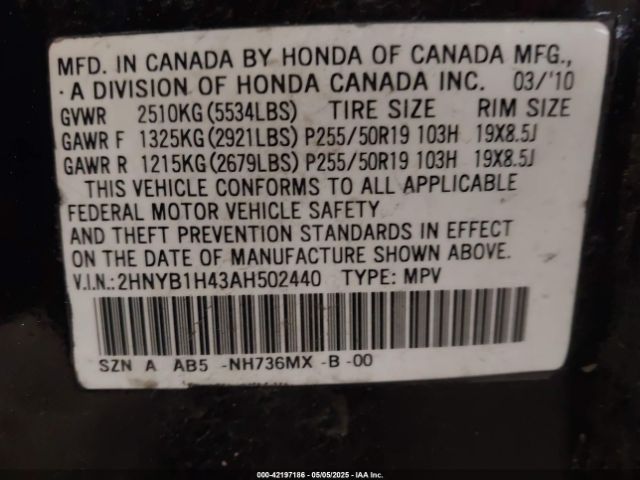 MFD. IN CANADA BY HONDA OF CANADA MFG.,
A DIVISION OF HONDA CANADA INC. 03/'10
GVWR 2510KG(5534LBS) TIRE SIZE RIM SIZE
GAWR F 1325KG(2921LBS) P255/50R19 103H 19X8.5J
GAWR R 1215KG(2679LBS) P255/50R19 103H 19X8.5J
THIS VEHICLE CONFORMS TO ALL APPLICABLE
FEDERAL MOTOR VEHICLE SAFETY
AND THEFT PREVENTION STANDARDS IN EFFECT
ON THE DATE OF MANUFACTURE SHOWN ABOVE.
V.I.N.:2HNYB1H43AH502440 TYPE: MPV
SZN A AB5 -NH736MX -B -00
000-42197186 - 05/05/2025 - IAA Inc.